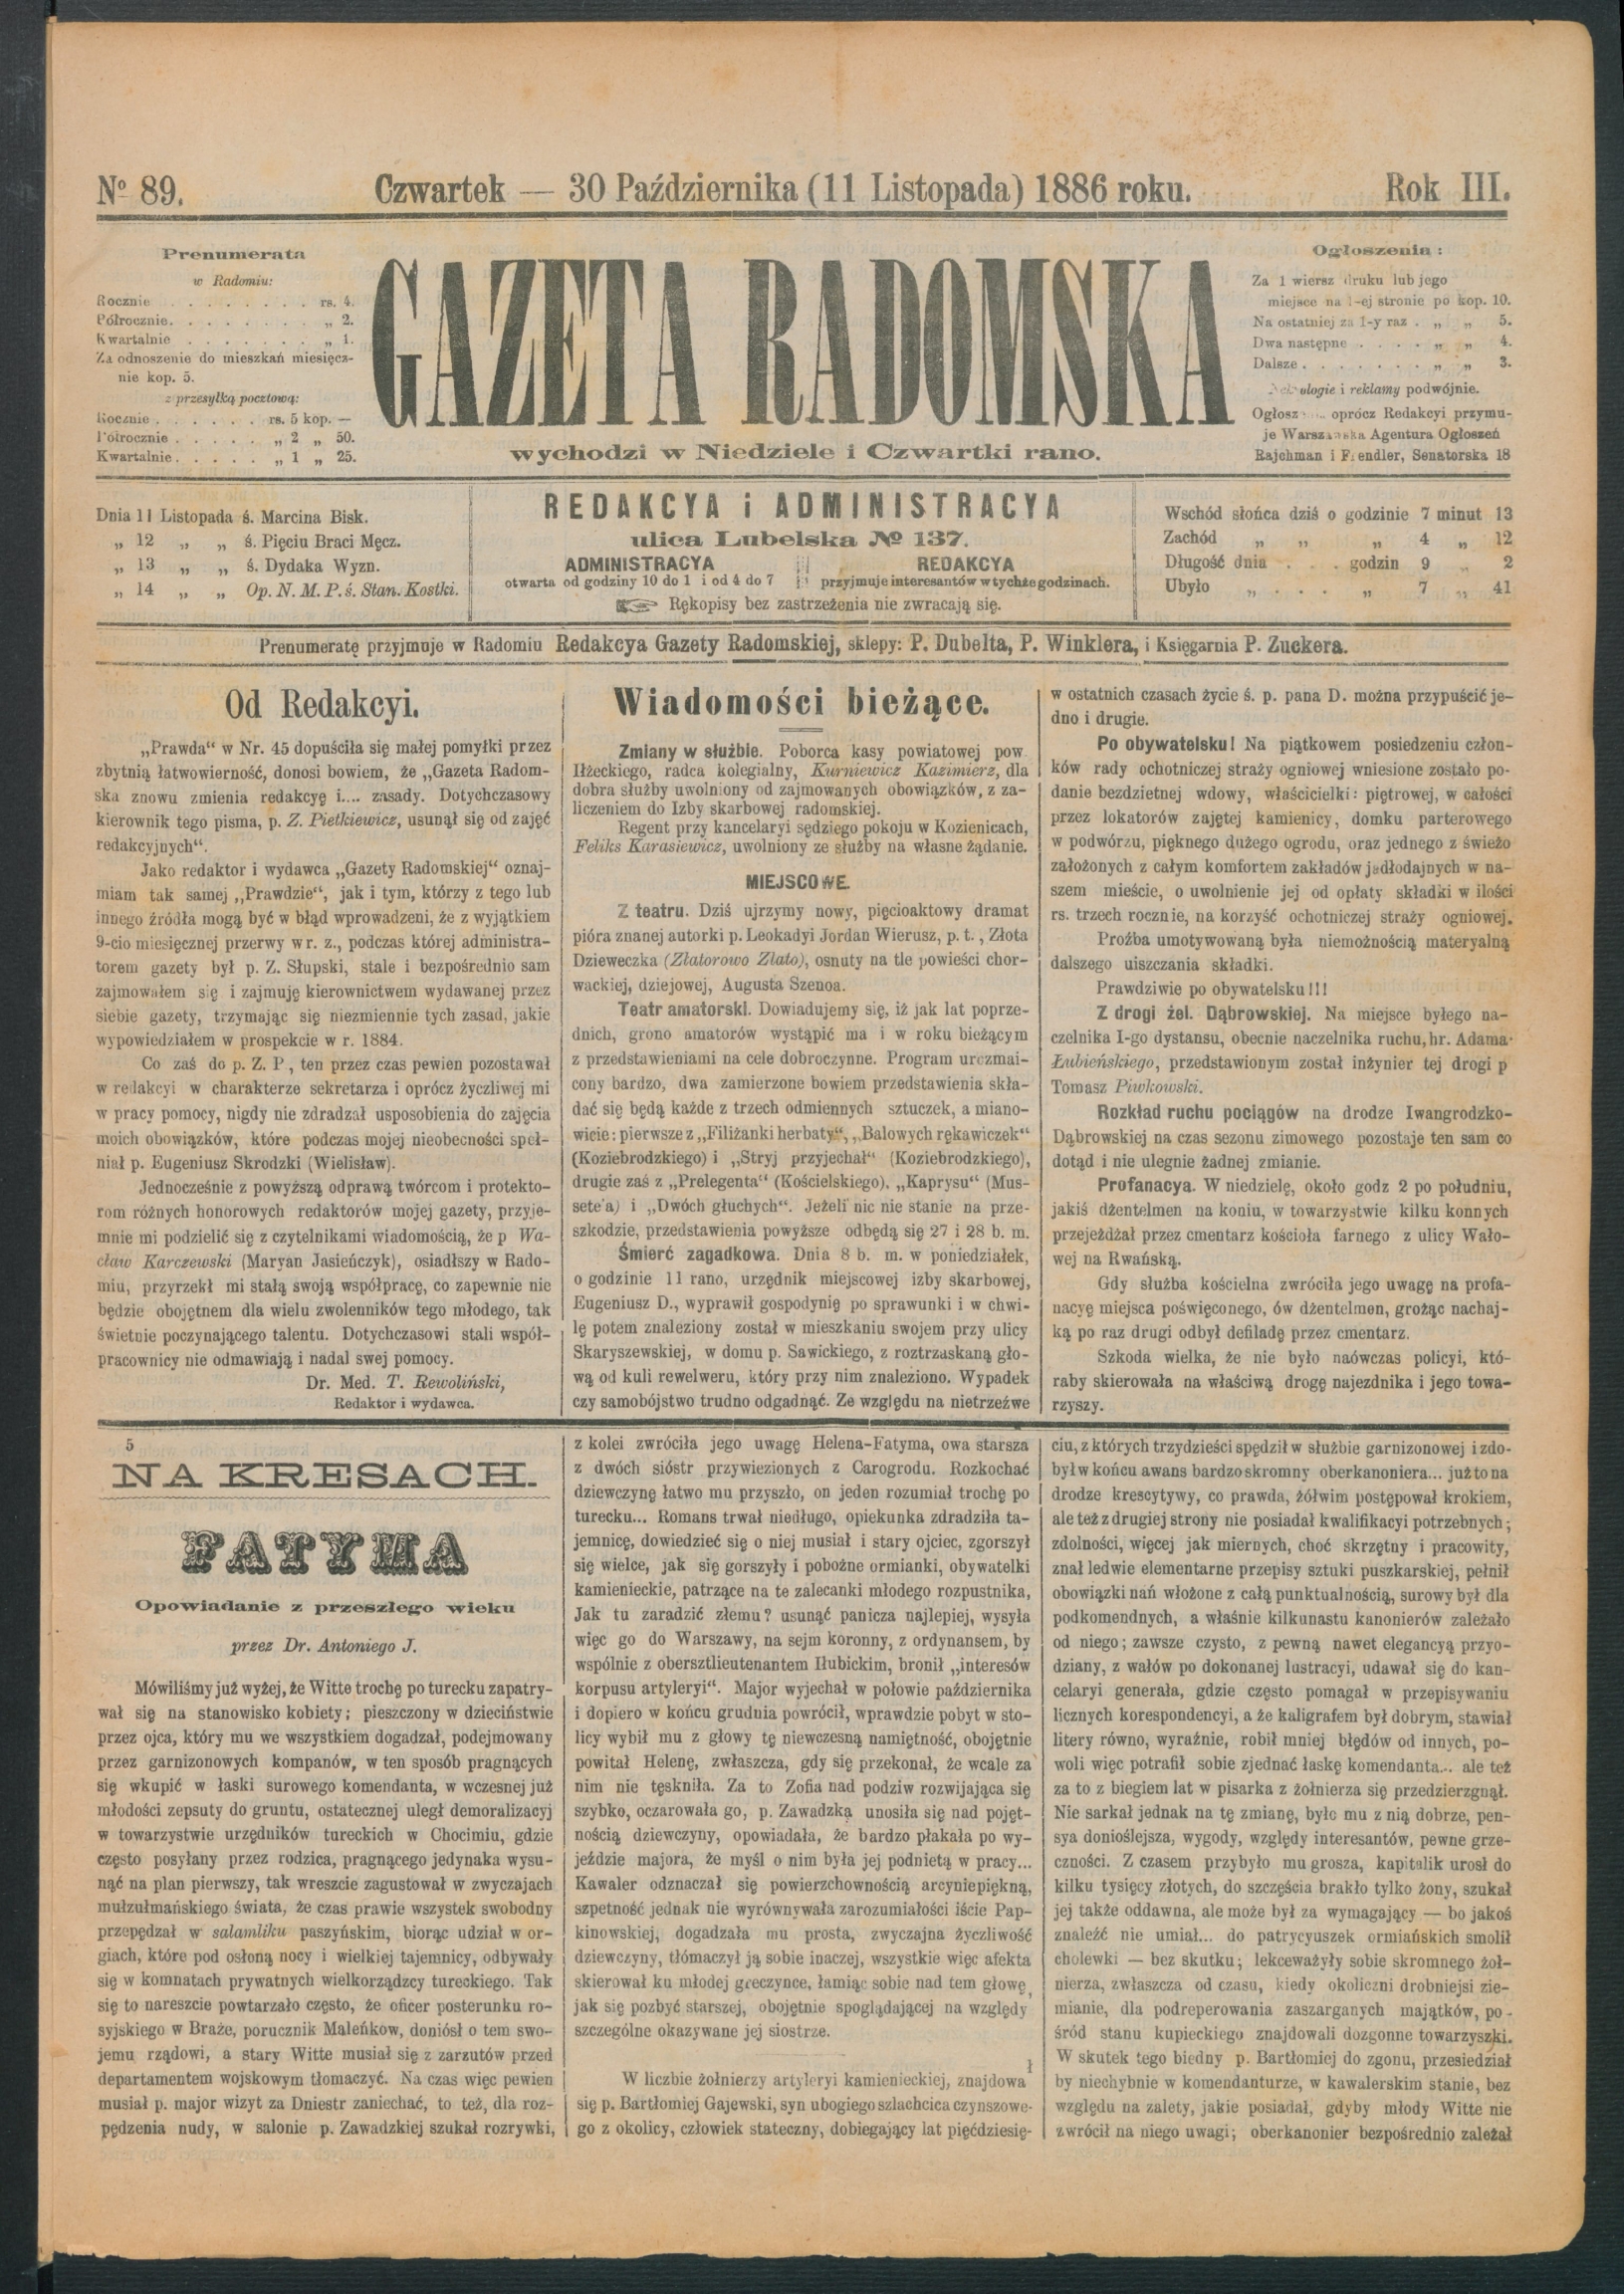 № 89.
Czwartek — 30 Października (11 Listopada) 1886 roku.
Rok III.
Prenumerata
w Radomiu:
Rocznie . . . . . . . . rs. 4.
Półrocznie. . . . . . . . „ 2.
Kwartalnie . . . . . . . „ 1.
Za odnoszenie do mieszkań miesięcz-
nie kop. 5.
z przesyłką pocztową:
Rocznie . . . . . . rs. 5 kop. —
Półrocznie . . . . . „ 2 „ 50.
Kwartalnie. . . . . „ 1 „ 25.
GAZETA RADOMSKA
wychodzi w Niedziele i Czwartki rano.
Ogłoszenia :
Za 1 wiersz druku lub jego
miejsce na 1-ej stronie po kop. 10.
Na ostatniej za 1-y raz . „ „ 5.
Dwa następne . . . . „ „ 4.
Dalsze . . . . . . . „ „ 3.
Nekrologie i reklamy podwójnie.
Ogłosz oprócz Redakcyi przymu-
je Warszawska Agentura Ogłoszeń
Rajchman i Frendler, Senatorska 18
Dnia 11 Listopada ś. Marcina Bisk.
„ 12 „ „ ś. Pięciu Braci Męcz.
„ 13 „ „ ś. Dydaka Wyzn.
„ 14 „ „ Op. N. M. P. ś. Stan. Kostki.
REDAKCYA i ADMINISTRACYA
ulica Lubelska № 137.
ADMINISTRACYA
otwarta od godziny 10 do 1 i od 4 do 7
REDAKCYA
przyjmuje interesantów w tychże godzinach.
Rękopisy bez zastrzeżenia nie zwracają się.
Wschód słońca dziś o godzinie 7 minut 13
Zachód „ „ „ 4 „ 12
Długość dnia . . . godzin 9 „ 2
Ubyło „ . . . „ 7 „ 41
Prenumeratę przyjmuje w Radomiu Redakcya Gazety Radomskiej, sklepy: P. Dubelta, P. Winklera, i Księgarnia P. Zuckera.
Od Redakcyi.
„Prawda“ w Nr. 45 dopuściła się małej pomyłki przez
zbytnią łatwowierność, donosi bowiem, że „Gazeta Radom-
ska znowu zmienia redakcyę i.... zasady. Dotychczasowy
kierownik tego pisma, p. Z. Pietkiewicz, usunął się od zajęć
redakcyjnych“.
Jako redaktor i wydawca „Gazety Radomskiej“ oznaj-
miam tak samej „Prawdzie“, jak i tym, którzy z tego lub
innego źródła mogą być w błąd wprowadzeni, że z wyjątkiem
9-cio miesięcznej przerwy w r. z., podczas której administra-
torem gazety był p. Z. Słupski, stale i bezpośrednio sam
zajmowałem się i zajmuję kierownictwem wydawanej przez
siebie gazety, trzymając się niezmiennie tych zasad, jakie
wypowiedziałem w prospekcie w r. 1884.
Co zaś do p. Z. P , ten przez czas pewien pozostawał
w redakcyi w charakterze sekretarza i oprócz życzliwej mi
w pracy pomocy, nigdy nie zdradzał usposobienia do zajęcia
moich obowiązków, które podczas mojej nieobecności speł-
niał p. Eugeniusz Skrodzki (Wielisław).
Jednocześnie z powyższą odprawą twórcom i protekto-
rom różnych honorowych redaktorów mojej gazety, przyje-
mnie mi podzielić się z czytelnikami wiadomością, że p Wa-
cław Karczewski (Maryan Jasieńczyk), osiadłszy w Rado-
miu, przyrzekł mi stałą swoją współpracę, co zapewnie nie
będzie obojętnem dla wielu zwolenników tego młodego, tak
świetnie poczynającego talentu. Dotychczasowi stali współ-
pracownicy nie odmawiają i nadal swej pomocy.
Dr. Med. T. Rewoliński,
Redaktor i wydawca.
Wiadomości bieżące.
Zmiany w służbie. Poborca kasy powiatowej pow
Iłżeckiego, radca kolegialny, Kurniewicz Kazimierz, dla
dobra służby uwolniony od zajmowanych obowiązków, z za-
liczeniem do Izby skarbowej radomskiej.
Regent przy kancelaryi sędziego pokoju w Kozienicach,
Feliks Karasiewicz, uwolniony ze służby na własne żądanie.
MIEJSCOWE.
Z teatru. Dziś ujrzymy nowy, pięcioaktowy dramat
pióra znanej autorki p. Leokadyi Jordan Wierusz, p. t. , Złota
Dzieweczka (Zlatorowo Zlato), osnuty na tle powieści chor-
wackiej, dziejowej, Augusta Szenoa.
Teatr amatorski. Dowiadujemy się, iż jak lat poprze-
dnich, grono amatorów wystąpić ma i w roku bieżącym
z przedstawieniami na cele dobroczynne. Program urozmai-
cony bardzo, dwa zamierzone bowiem przedstawienia skła-
dać się będą każde z trzech odmiennych sztuczek, a miano-
wicie: pierwsze z „Filiżanki herbaty“, „Balowych rękawiczek“
(Koziebrodzkiego) i „Stryj przyjechał“ (Koziebrodzkiego),
drugie zaś z „Prelegenta“ (Kościelskiego), „Kaprysu“ (Mus-
sete'a) i „Dwóch głuchych“. Jeżeli nic nie stanie na prze-
szkodzie, przedstawienia powyższe odbędą się 27 i 28 b. m.
Śmierć zagadkowa. Dnia 8 b. m. w poniedziałek,
o godzinie 11 rano, urzędnik miejscowej izby skarbowej,
Eugeniusz D., wyprawił gospodynię po sprawunki i w chwi-
lę potem znaleziony został w mieszkaniu swojem przy ulicy
Skaryszewskiej, w domu p. Sawickiego, z roztrzaskaną gło-
wą od kuli rewelweru, który przy nim znaleziono. Wypadek
czy samobójstwo trudno odgadnąć. Ze względu na nietrzeźwe
w ostatnich czasach życie ś. p. pana D. można przypuścić je-
dno i drugie.
Po obywatelsku! Na piątkowem posiedzeniu człon-
ków rady ochotniczej straży ogniowej wniesione zostało po-
danie bezdzietnej wdowy, właścicielki: piętrowej, w całości
przez lokatorów zajętej kamienicy, domku parterowego
w podwórzu, pięknego dużego ogrodu, oraz jednego z świeżo
założonych z całym komfortem zakładów jadłodajnych w na-
szem mieście, o uwolnienie jej od opłaty składki w ilości
rs. trzech rocznie, na korzyść ochotniczej straży ogniowej.
Proźba umotywowaną była niemożnością materyalną
dalszego uiszczania składki.
Prawdziwie po obywatelsku!!!
Z drogi żel. Dąbrowskiej. Na miejsce byłego na-
czelnika I-go dystansu, obecnie naczelnika ruchu, hr. Adama
Łubieńskiego, przedstawionym został inżynier tej drogi p
Tomasz Piwkowski.
Rozkład ruchu pociągów na drodze Iwangrodzko-
Dąbrowskiej na czas sezonu zimowego pozostaje ten sam co
dotąd i nie ulegnie żadnej zmianie.
Profanacya. W niedzielę, około godz 2 po południu,
jakiś dżentelmen na koniu, w towarzystwie kilku konnych
przejeżdżał przez cmentarz kościoła farnego z ulicy Wało-
wej na Rwańską.
Gdy służba kościelna zwróciła jego uwagę na profa-
nacyę miejsca poświęconego, ów dżentelmen, grożąc nachaj-
ką po raz drugi odbył defiladę przez cmentarz.
Szkoda wielka, że nie było naówczas policyi, któ-
raby skierowała na właściwą drogę najezdnika i jego towa-
rzyszy.
5
NA KRESACH.
FATYMA
Opowiadanie z przeszłego wieku
przez Dr. Antoniego J.
Mówiliśmy już wyżej, że Witte trochę po turecku zapatry-
wał się na stanowisko kobiety; pieszczony w dzieciństwie
przez ojca, który mu we wszystkiem dogadzał, podejmowany
przez garnizonowych kompanów, w ten sposób pragnących
się wkupić w łaski surowego komendanta, w wczesnej już
młodości zepsuty do gruntu, ostatecznej uległ demoralizacyj
w towarzystwie urzędników tureckich w Chocimiu, gdzie
często posyłany przez rodzica, pragnącego jedynaka wysu-
nąć na plan pierwszy, tak wreszcie zagustował w zwyczajach
mułzułmańskiego świata, że czas prawie wszystek swobodny
przepędzał w salamliku paszyńskim, biorąc udział w or-
giach, które pod osłoną nocy i wielkiej tajemnicy, odbywały
się w komnatach prywatnych wielkorządzcy tureckiego. Tak
się to nareszcie powtarzało często, że oficer posterunku ro-
syjskiego w Braże, porucznik Maleńkow, doniósł o tem swo-
jemu rządowi, a stary Witte musiał się z zarzutów przed
departamentem wojskowym tłomaczyć. Na czas więc pewien
musiał p. major wizyt za Dniestr zaniechać, to też, dla roz-
pędzenia nudy, w salonie p. Zawadzkiej szukał rozrywki,
z kolei zwróciła jego uwagę Helena-Fatyma, owa starsza
z dwóch sióstr przywiezionych z Carogrodu. Rozkochać
dziewczynę łatwo mu przyszło, on jeden rozumiał trochę po
turecku... Romans trwał niedługo, opiekunka zdradziła ta-
jemnicę, dowiedzieć się o niej musiał i stary ojciec, zgorszył
się wielce, jak się gorszyły i pobożne ormianki, obywatelki
kamienieckie, patrzące na te zalecanki młodego rozpustnika,
Jak tu zaradzić złemu? usunąć panicza najlepiej, wysyła
więc go do Warszawy, na sejm koronny, z ordynansem, by
wspólnie z obersztlieutenantem Iłubickim, bronił „interesów
korpusu artyleryi“. Major wyjechał w połowie października
i dopiero w końcu grudnia powrócił, wprawdzie pobyt w sto-
licy wybił mu z głowy tę niewczesną namiętność, obojętnie
powitał Helenę, zwłaszcza, gdy się przekonał, że wcale za
nim nie tęskniła. Za to Zofia nad podziw rozwijająca się
szybko, oczarowała go, p. Zawadzka unosiła się nad pojęt-
nością dziewczyny, opowiadała, że bardzo płakała po wy-
jeździe majora, że myśl o nim była jej podnietą w pracy...
Kawaler odznaczał się powierzchownością arcyniepiękną,
szpetność jednak nie wyrównywała zarozumiałości iście Pap-
kinowskiej, dogadzała mu prosta, zwyczajna życzliwość
dziewczyny, tłómaczył ją sobie inaczej, wszystkie więc afekta
skierował ku młodej greczynce, łamiąc sobie nad tem głowę,
jak się pozbyć starszej, obojętnie spoglądającej na względy
szczególne okazywane jej siostrze.
W liczbie żołnierzy artyleryi kamienieckiej, znajdował
się p. Bartłomiej Gajewski, syn ubogiego szlachcica czynszowe-
go z okolicy, człowiek stateczny, dobiegający lat pięćdziesię-
ciu, z których trzydzieści spędził w służbie garnizonowej i zdo-
był w końcu awans bardzo skromny oberkanoniera... już to na
drodze krescytywy, co prawda, żółwim postępował krokiem,
ale też z drugiej strony nie posiadał kwalifikacyi potrzebnych;
zdolności, więcej jak miernych, choć skrzętny i pracowity,
znał ledwie elementarne przepisy sztuki puszkarskiej, pełnił
obowiązki nań włożone z całą punktualnością, surowy był dla
podkomendnych, a właśnie kilkunastu kanonierów zależało
od niego; zawsze czysto, z pewną nawet elegancyą przyo-
dziany, z wałów po dokonanej lustracyi, udawał się do kan-
celaryi generała, gdzie często pomagał w przepisywaniu
licznych korespondencyi, a że kaligrafem był dobrym, stawiał
litery równo, wyraźnie, robił mniej błędów od innych, po-
woli więc potrafił sobie zjednać łaskę komendanta... ale też
za to z biegiem lat w pisarka z żołnierza się przedzierzgnął.
Nie sarkał jednak na tę zmianę, było mu z nią dobrze, pen-
sya donioślejsza, wygody, względy interesantów, pewne grze-
czności. Z czasem przybyło mu grosza, kapitalik urosł do
kilku tysięcy złotych, do szczęścia brakło tylko żony, szukał
jej także oddawna, ale może był za wymagający — bo jakoś
znaleźć nie umiał... do patrycyuszek ormiańskich smolił
cholewki — bez skutku; lekceważyły sobie skromnego żoł-
nierza, zwłaszcza od czasu, kiedy okoliczni drobniejsi zie-
mianie, dla podreperowania zaszarganych majątków, po -
śród stanu kupieckiego znajdowali dozgonne towarzyszki.
W skutek tego biedny p. Bartłomiej do zgonu, przesiedział
by niechybnie w komendanturze, w kawalerskim stanie, bez
względu na zalety, jakie posiadał, gdyby młody Witte nie
zwrócił na niego uwagi; oberkanonier bezpośrednio zależał